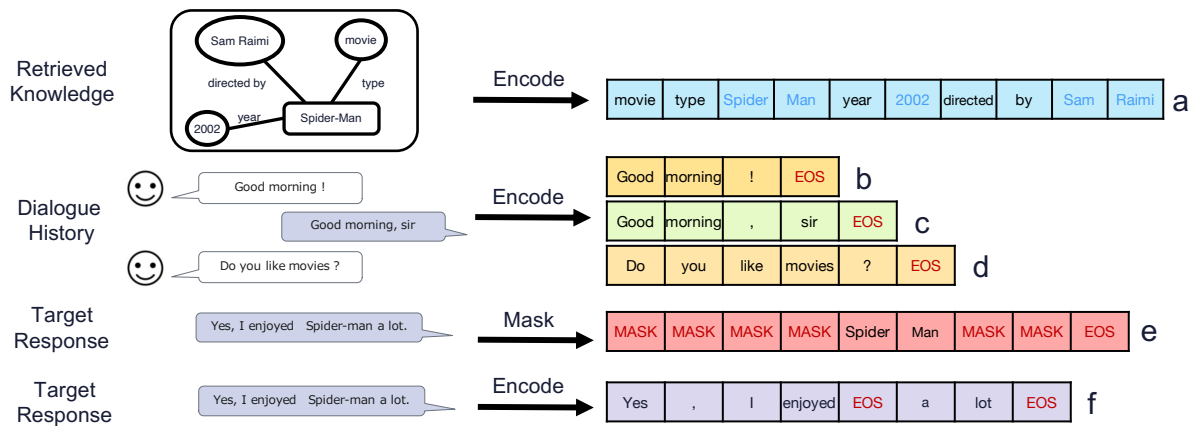 Retrieved
Knowledge
Sam Raimi
movie
directed by
type
year
2002
Spider-Man
Encode
movie type Spider Man year 2002 directed by Sam Raimi a
Dialogue
History
Good morning !
Good morning, sir
Do you like movies ?
Encode
Good morning ! EOS b
Good morning , sir EOS c
Do you like movies ? EOS d
Target
Response
Yes, I enjoyed Spider-man a lot.
Mask
MASK MASK MASK MASK Spider Man MASK MASK EOS e
Target
Response
Yes, I enjoyed Spider-man a lot.
Encode
Yes , I enjoyed EOS a lot EOS f